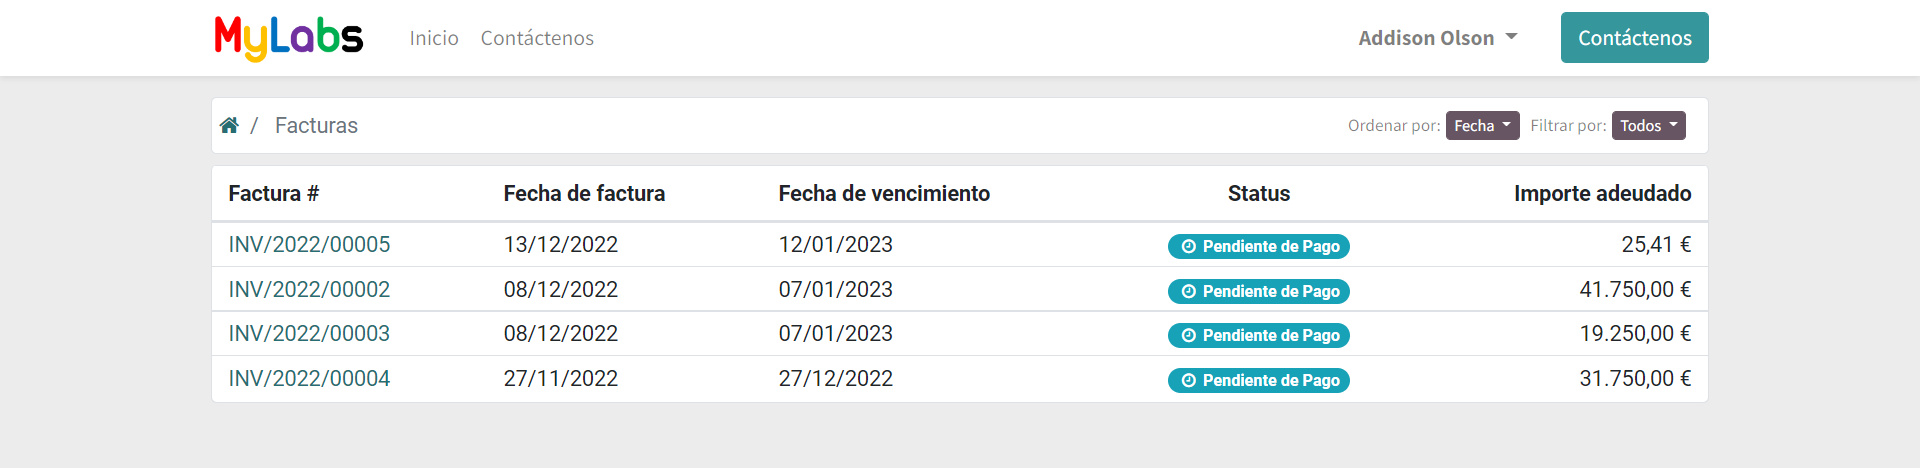 MyLabs Inicio Contáctenos Addison Olson Contáctenos
/ Facturas Ordenar por: Fecha Filtrar por: Todos
Factura # Fecha de factura Fecha de vencimiento Status Importe adeudado
INV/2022/00005 13/12/2022 12/01/2023 Pendiente de Pago 25,41 €
INV/2022/00002 08/12/2022 07/01/2023 Pendiente de Pago 41.750,00 €
INV/2022/00003 08/12/2022 07/01/2023 Pendiente de Pago 19.250,00 €
INV/2022/00004 27/11/2022 27/12/2022 Pendiente de Pago 31.750,00 €